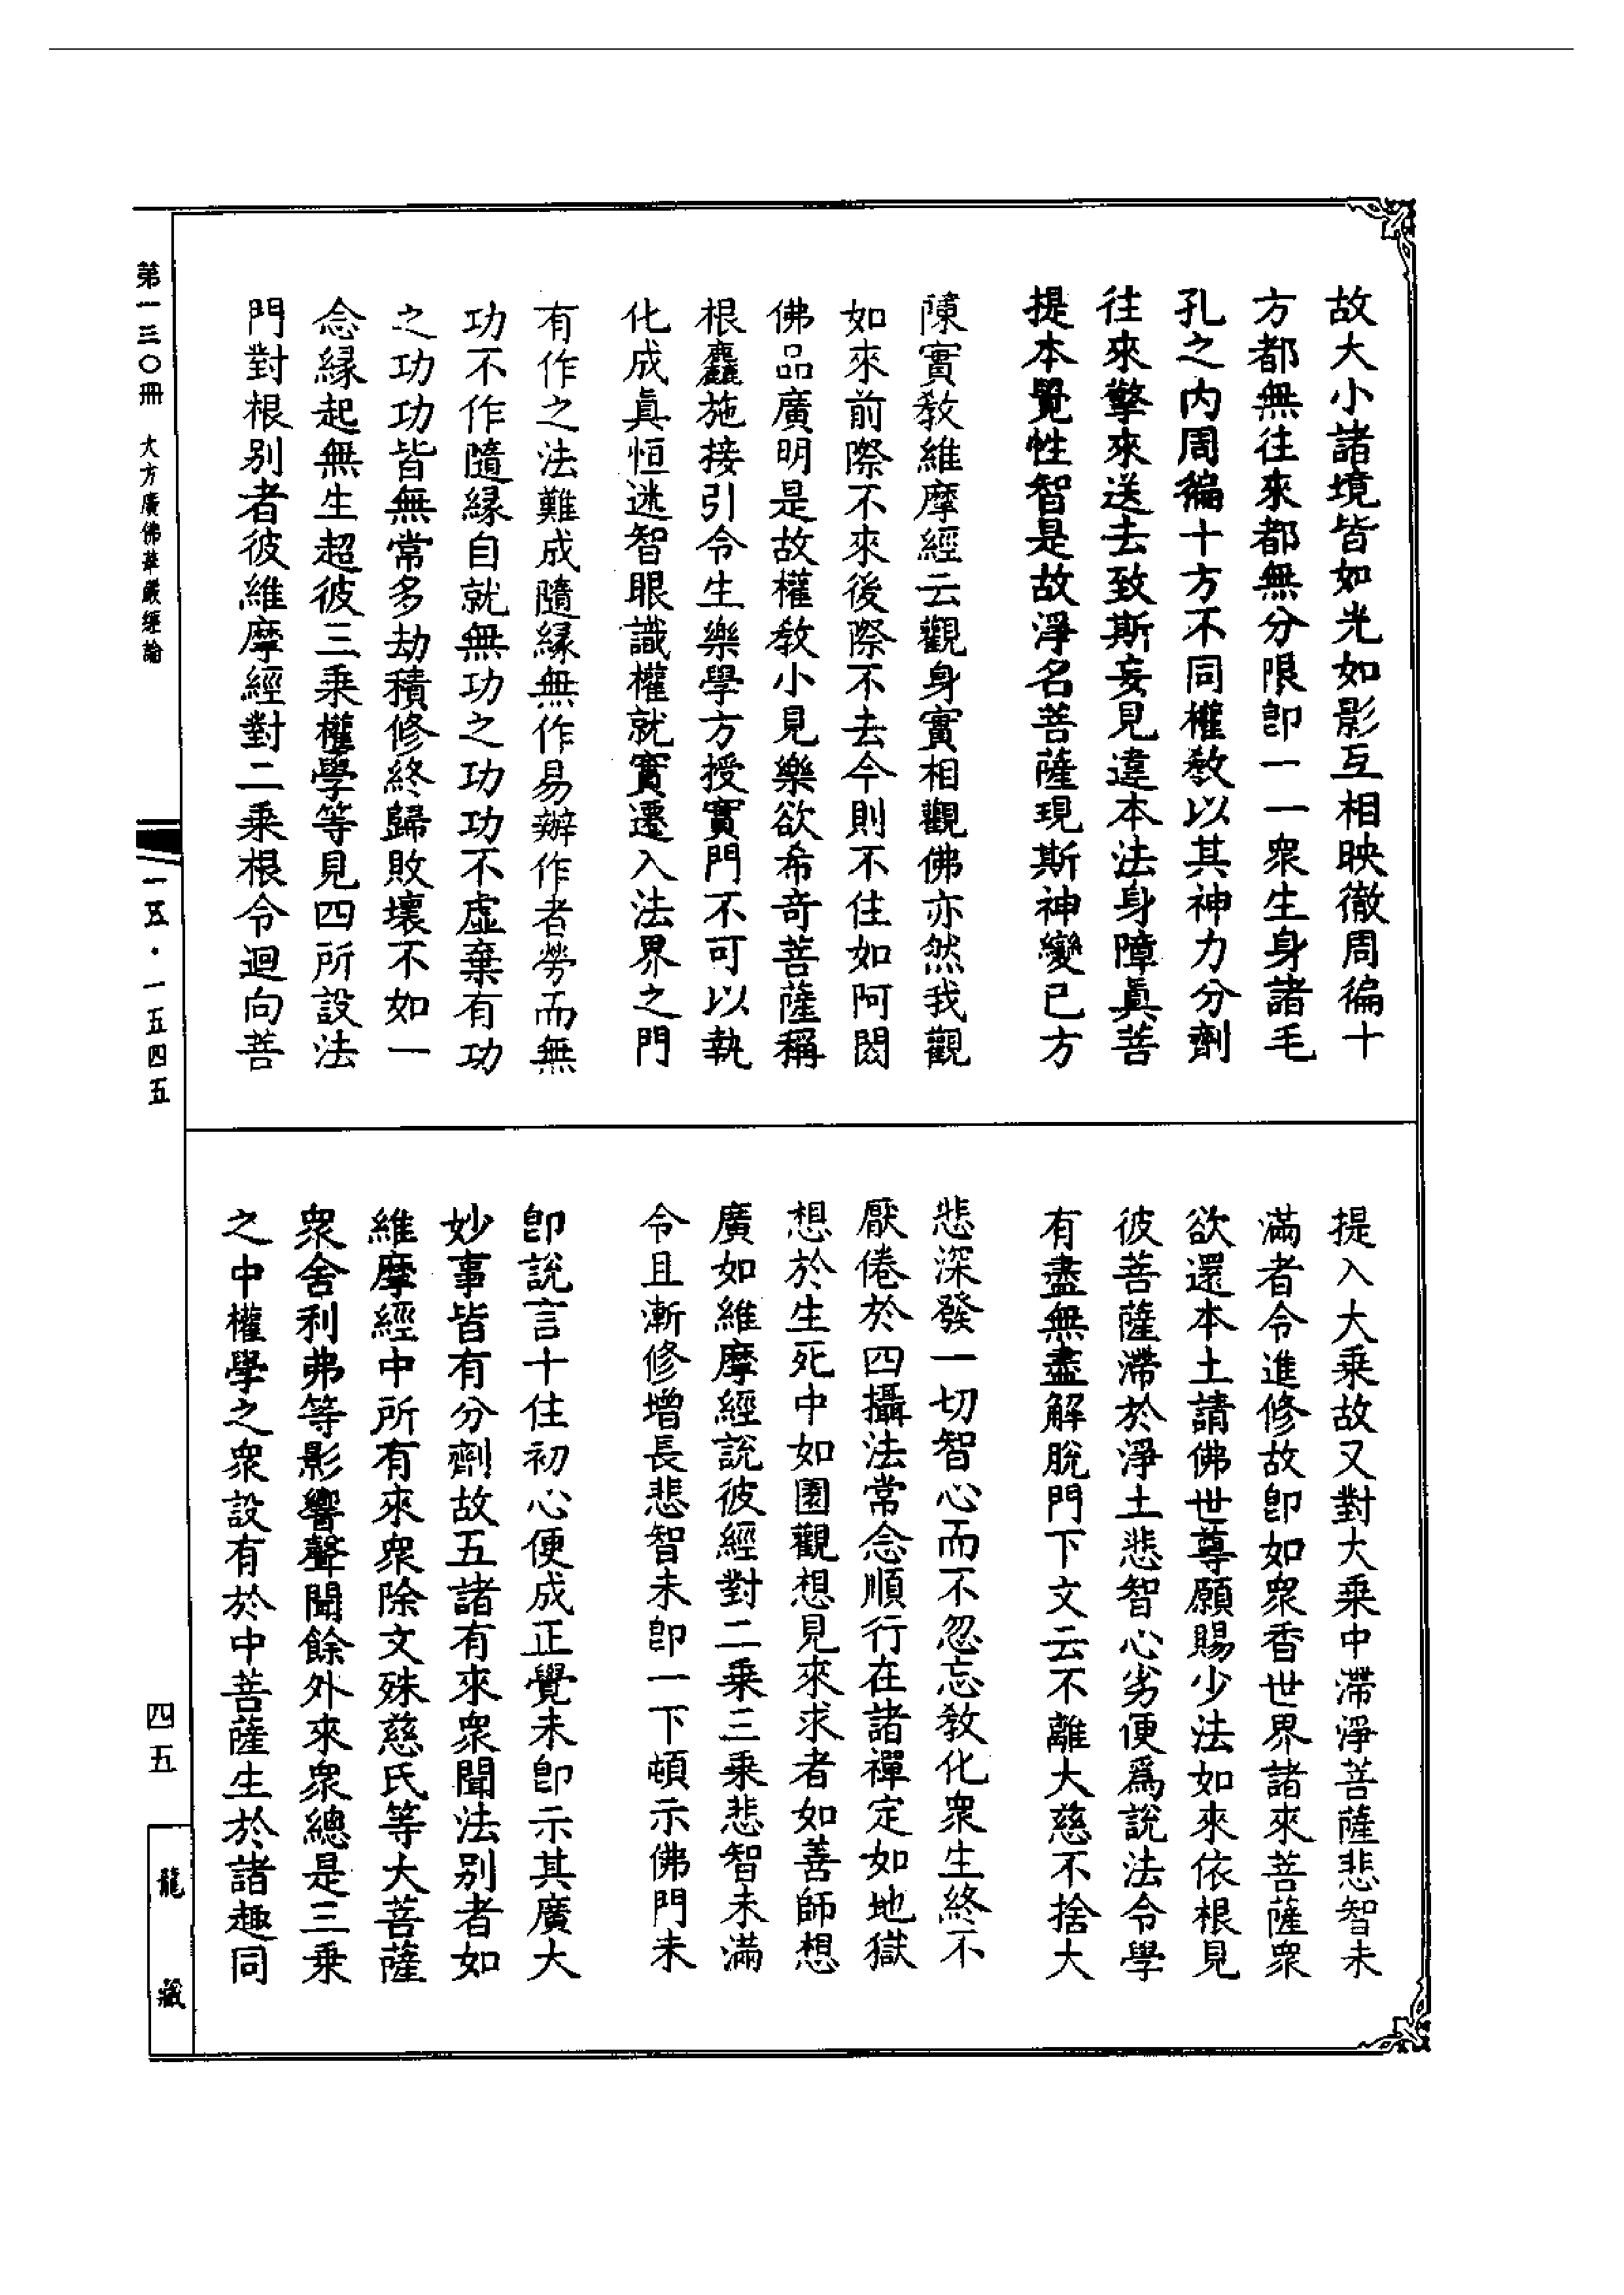 故大小諸境皆如光如影互相映徹周徧十
方都無往來都無分限卽一一衆生身諸毛
孔之内周徧十方不同權敎以其神力分劑
往來擎來送去致斯妄見違本法身障眞菩
提本覺性智是故淨名菩薩現斯神變已方
陳實敎維摩經云觀身實相觀佛亦然我觀
如來前際不來後際不去今則不住如阿閦
佛品廣明是故權敎小見樂欲希奇菩薩稱
根麤施接引令生樂學方授實門不可以執
化成眞恒迷智眼識權就實遷入法界之門
有作之法難成隨緣無作易辦作者勞而無
功不作隨緣自就無功之功功不虛棄有功
之功功皆無常多劫積修終歸敗壞不如一
念緣起無生超彼三乘權學等見四所設法
門對根别者彼維摩經對二乘根令迴向菩
提入大乘故又對大乘中滯淨菩薩悲智未
滿者令進修故卽如衆香世界諸來菩薩衆
欲還本土請佛世尊願賜少法如來依根見
彼菩薩滯於淨土悲智心劣便爲說法令學
有盡無盡解脫門下文云不離大慈不捨大
悲深發一切智心而不忽忘敎化衆生終不
厭倦於四攝法常念順行在諸禪定如地獄
想於生死中如園觀想見來求者如善師想
廣如維摩經說彼經對二乘三乘悲智未滿
令且漸修增長悲智未卽一下頓示佛門未
卽說言十住初心便成正覺未卽示其廣大
妙事皆有分劑故五諸有來衆聞法别者如
維摩經中所有來衆除文殊慈氏等大菩薩
衆舍利弗等影響聲聞餘外來衆總是三乘
之中權學之衆設有於中菩薩生於諸趣同
第一三〇冊 大方廣佛華嚴經論
一五·一五四五
四五
龍藏